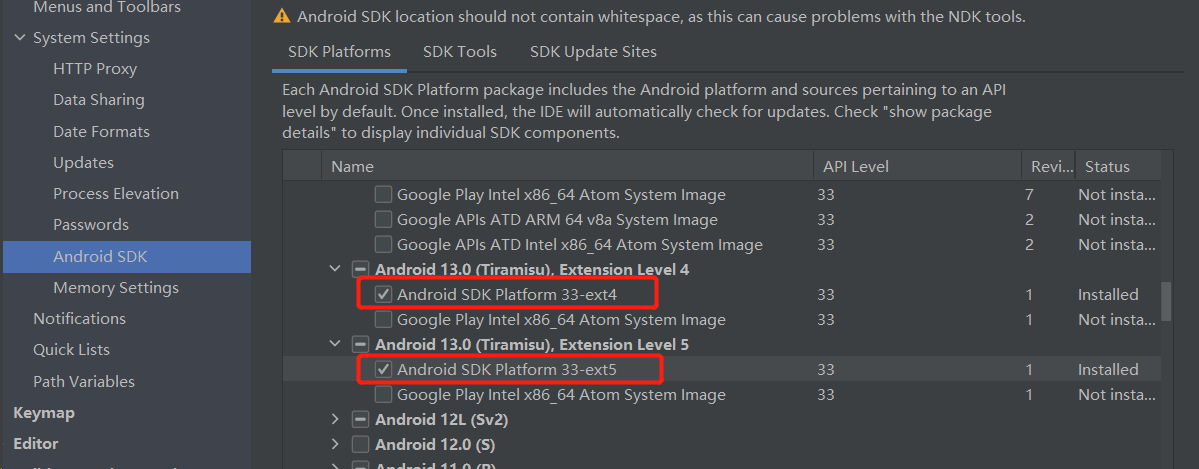 Menus and Toolbars
System Settings
HTTP Proxy
Data Sharing
Date Formats
Updates
Process Elevation
Passwords
Android SDK
Memory Settings
Notifications
Quick Lists
Path Variables
Keymap
Editor
Android SDK location should not contain whitespace, as this can cause problems with the NDK tools.
SDK Platforms SDK Tools SDK Update Sites
Each Android SDK Platform package includes the Android platform and sources pertaining to an API
level by default. Once installed, the IDE will automatically check for updates. Check "show package
details" to display individual SDK components.
Name API Level Revi... Status
Google Play Intel x86_64 Atom System Image 33 7 Not insta...
Google APIs ATD ARM 64 v8a System Image 33 2 Not insta...
Google APIs ATD Intel x86_64 Atom System Image 33 2 Not insta...
Android 13.0 (Tiramisu), Extension Level 4
Android SDK Platform 33-ext4 33 1 Installed
Google Play Intel x86_64 Atom System Image 33 1 Not insta...
Android 13.0 (Tiramisu), Extension Level 5
Android SDK Platform 33-ext5 33 1 Installed
Google Play Intel x86_64 Atom System Image 33 1 Not insta...
Android 12L (Sv2)
Android 12.0 (S)
Android 11.0 (R)